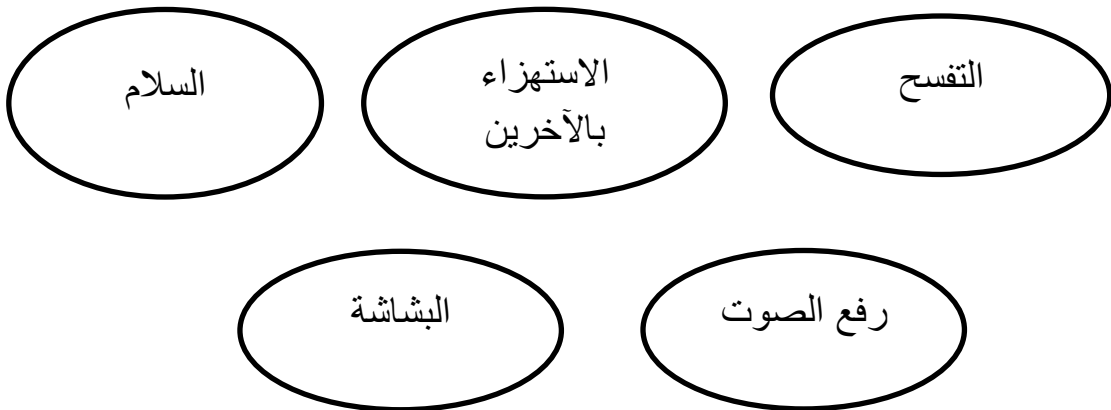 التفسح
الاستهزاء
بالآخرين
السلام
رفع الصوت
البشاشة